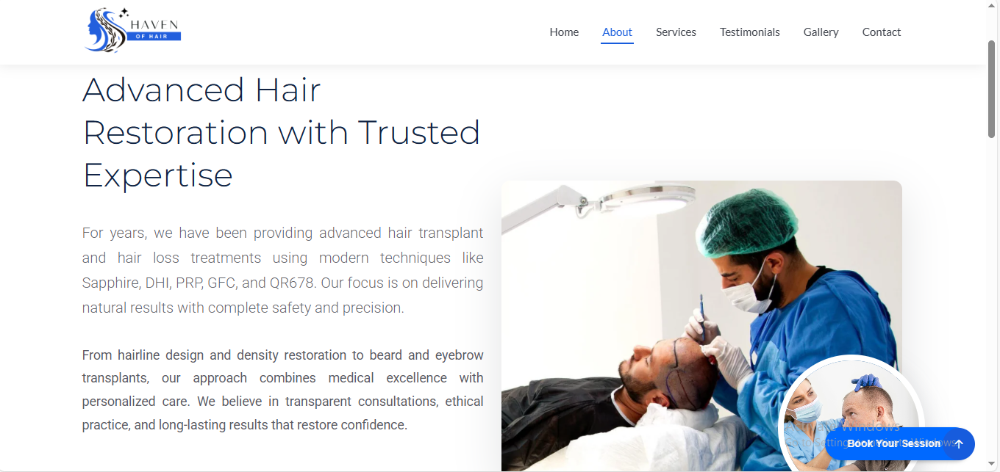 HAVEN
OF HAIR
Home
About
Services
Testimonials
Gallery
Contact
Advanced Hair
Restoration with Trusted
Expertise
For years, we have been providing advanced hair transplant
and hair loss treatments using modern techniques like
Sapphire, DHI, PRP, GFC, and QR678. Our focus is on delivering
natural results with complete safety and precision.
From hairline design and density restoration to beard and eyebrow
transplants, our approach combines medical excellence with
personalized care. We believe in transparent consultations, ethical
practice, and long-lasting results that restore confidence.
Windows
Go to Settings Windows
Book Your Session